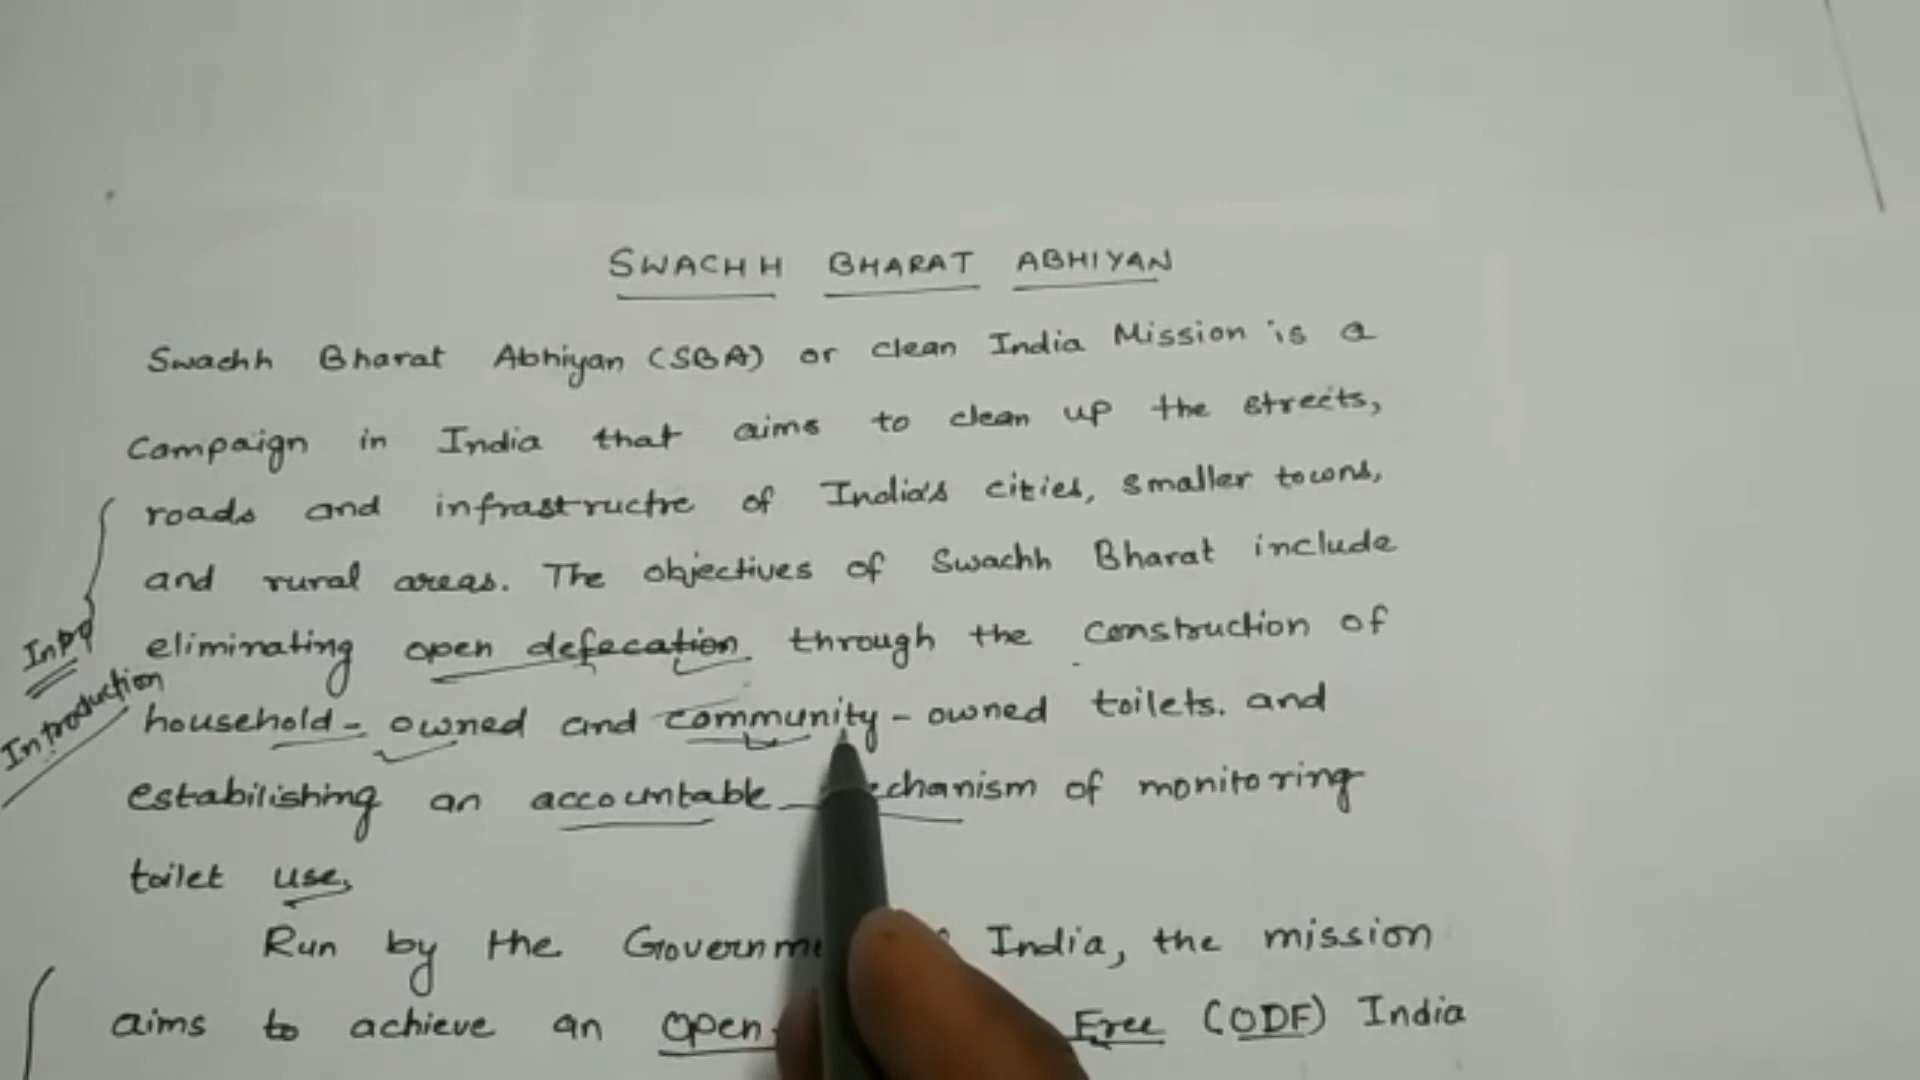 SWACHH BHARAT ABHIYAN
Swachh Bharat Abhiyan (SBA) or clean India Mission is a
Campaign in India that aims to clean up the streets,
roads and infrastructre of India's cities, smaller towns,
and rural areas. The objectives of Swachh Bharat include
eliminating open defecation through the construction of
household - owned and community - owned toilets. and
estabilishing an accountable chanism of monitoring
toilet use,
Run by the Governme India, the mission
aims to achieve an open Free (ODF) India
Introduction